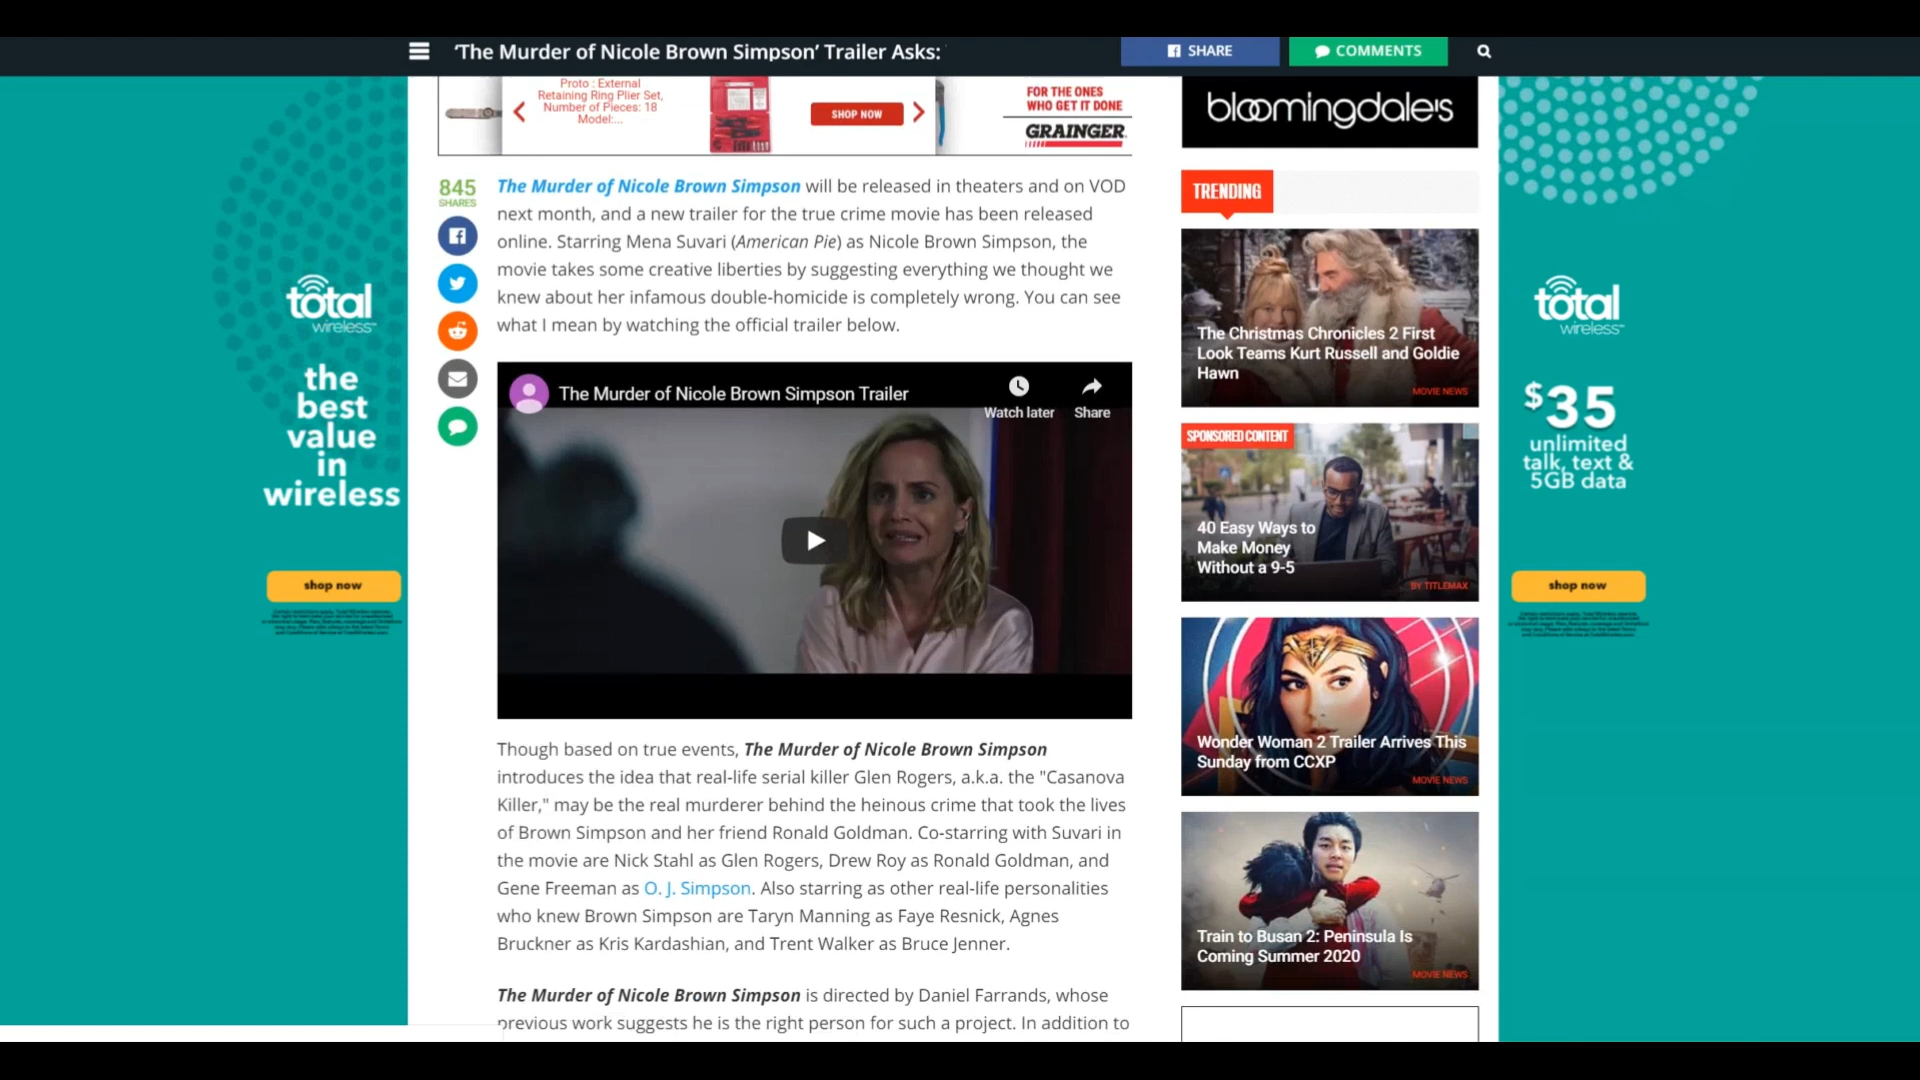 'The Murder of Nicole Brown Simpson' Trailer Asks:
SHARE
COMMENTS
Proto : External
Retaining Ring Plier Set,
Number of Pieces: 18
Model:...
SHOP NOW
FOR THE ONES
WHO GET IT DONE
GRAINGER
bloomingdale's
845
SHARES
The Murder of Nicole Brown Simpson will be released in theaters and on VOD
next month, and a new trailer for the true crime movie has been released
online. Starring Mena Suvari (American Pie) as Nicole Brown Simpson, the
movie takes some creative liberties by suggesting everything we thought we
knew about her infamous double-homicide is completely wrong. You can see
what I mean by watching the official trailer below.
The Murder of Nicole Brown Simpson Trailer
Watch later
Share
Though based on true events, The Murder of Nicole Brown Simpson
introduces the idea that real-life serial killer Glen Rogers, a.k.a. the "Casanova
Killer," may be the real murderer behind the heinous crime that took the lives
of Brown Simpson and her friend Ronald Goldman. Co-starring with Suvari in
the movie are Nick Stahl as Glen Rogers, Drew Roy as Ronald Goldman, and
Gene Freeman as O. J. Simpson. Also starring as other real-life personalities
who knew Brown Simpson are Taryn Manning as Faye Resnick, Agnes
Bruckner as Kris Kardashian, and Trent Walker as Bruce Jenner.
The Murder of Nicole Brown Simpson is directed by Daniel Farrands, whose
previous work suggests he is the right person for such a project. In addition to
TRENDING
The Christmas Chronicles 2 First
Look Teams Kurt Russell and Goldie
Hawn
MOVIE NEWS
SPONSORED CONTENT
40 Easy Ways to
Make Money
Without a 9-5
BY TITLEMAX
Wonder Woman 2 Trailer Arrives This
Sunday from CCXP
MOVIE NEWS
Train to Busan 2: Peninsula Is
Coming Summer 2020
MOVIE NEWS
total
wireless
the
best
value
in
wireless
shop now
total
wireless
$35
unlimited
talk, text &
5GB data
shop now